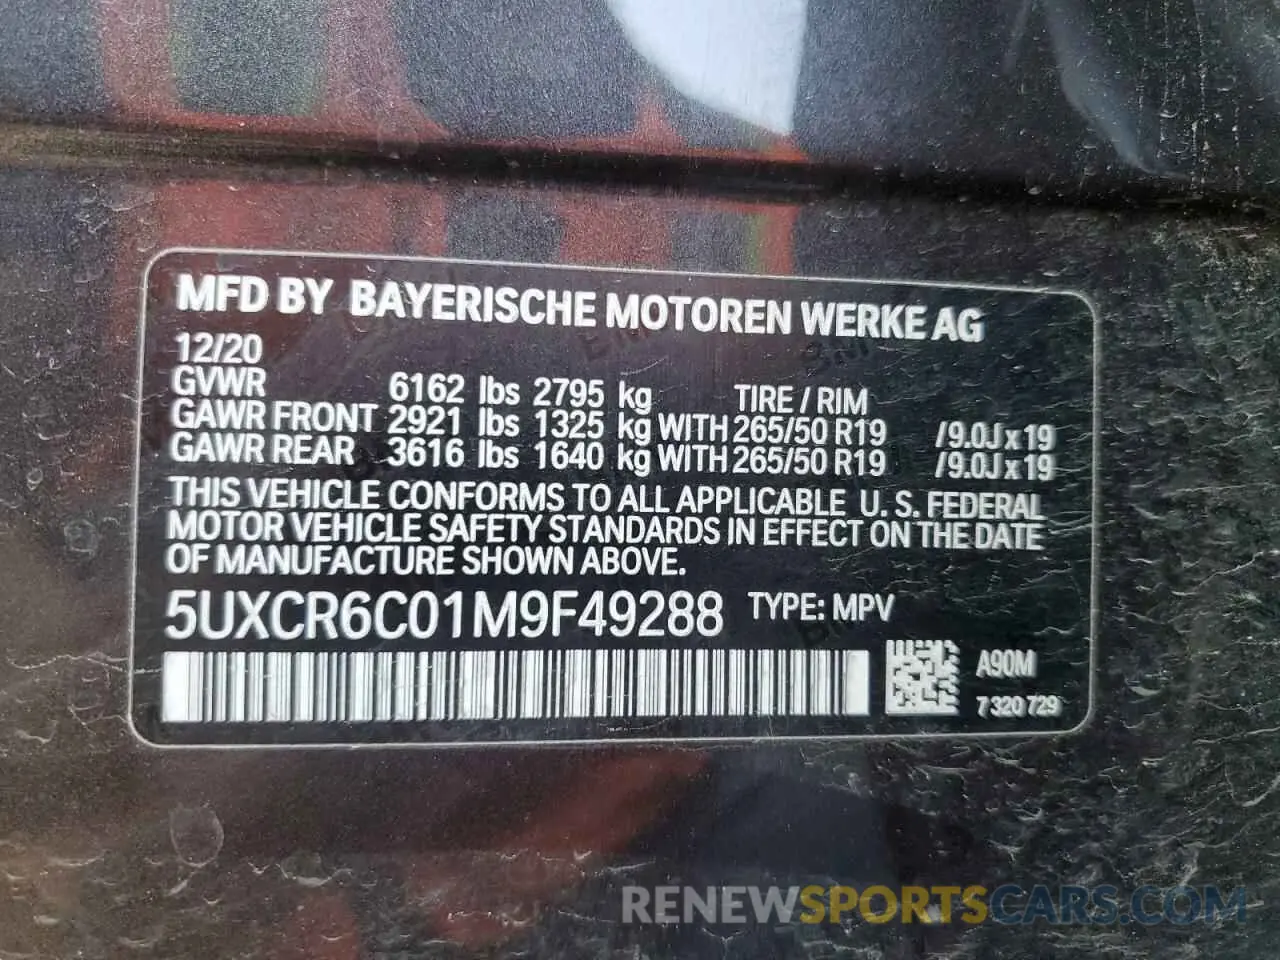 MFD BY BAYERISCHE MOTOREN WERKE AG
12/20
GVWR 6162 lbs 2795 kg TIRE / RIM
GAWR FRONT 2921 lbs 1325 kg WITH 265/50 R19 /9.0J x 19
GAWR REAR 3616 lbs 1640 kg WITH 265/50 R19 /9.0J x 19
THIS VEHICLE CONFORMS TO ALL APPLICABLE U. S. FEDERAL
MOTOR VEHICLE SAFETY STANDARDS IN EFFECT ON THE DATE
OF MANUFACTURE SHOWN ABOVE.
5UXCR6C01M9F49288 TYPE: MPV
A90M
7 320 729
RENEWSPORTSCARS.COM